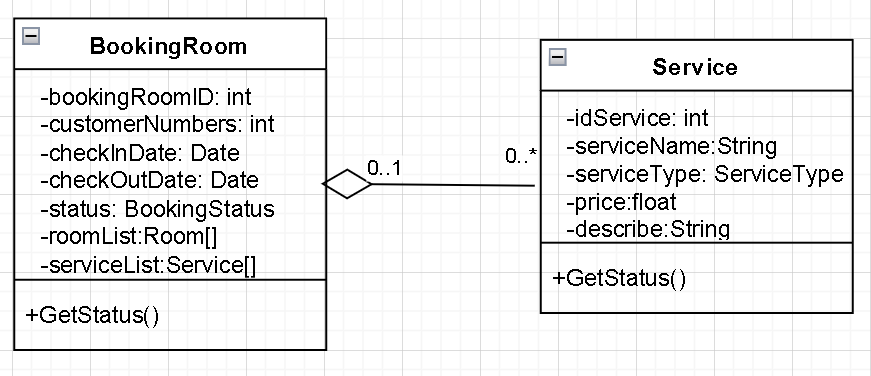 BookingRoom
-bookingRoomID: int
-customerNumbers: int
-checkInDate: Date
-checkOutDate: Date
-status: BookingStatus
-roomList:Room[]
-serviceList:Service[]
+GetStatus()
0..1
0..*
Service
-idService: int
-serviceName:String
-serviceType: ServiceType
-price:float
-describe:String
+GetStatus()